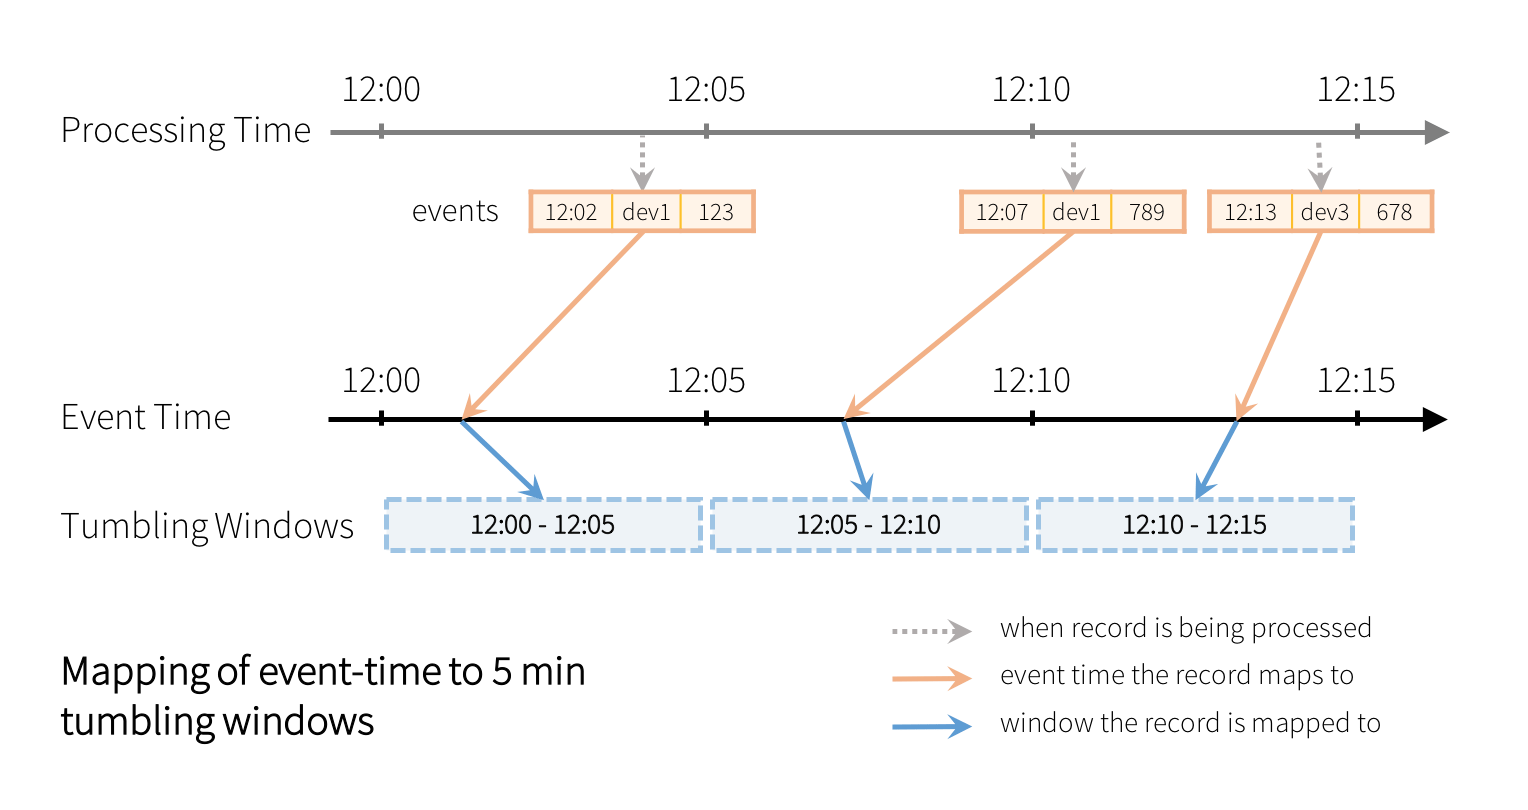 12:00 12:05 12:10 12:15
Processing Time
events 12:02 dev1 123 12:07 dev1 789 12:13 dev3 678
12:00 12:05 12:10 12:15
Event Time
Tumbling Windows 12:00 - 12:05 12:05 - 12:10 12:10 - 12:15
when record is being processed
event time the record maps to
window the record is mapped to
Mapping of event-time to 5 min
tumbling windows